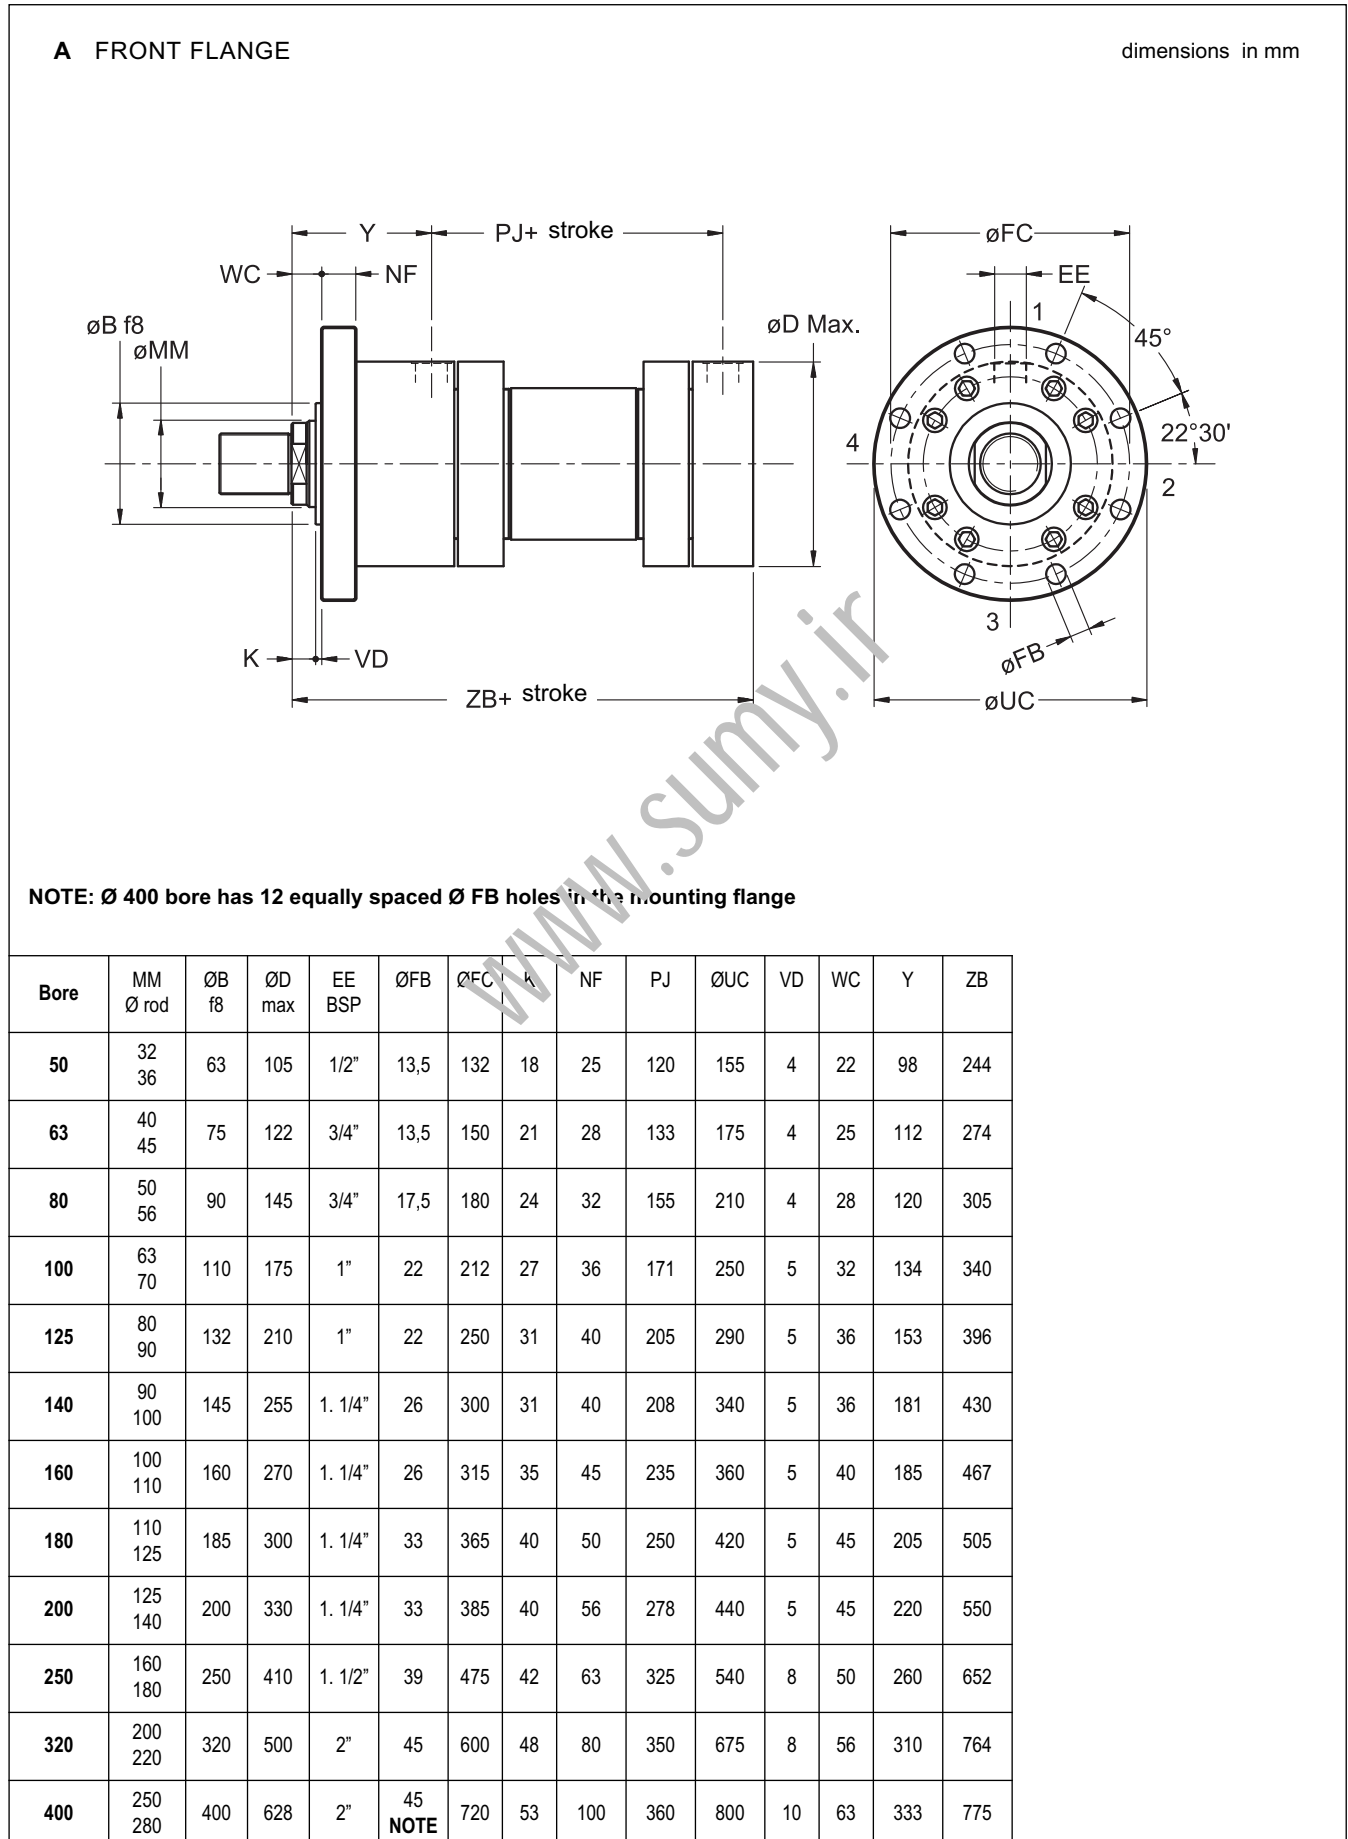 A FRONT FLANGE
dimensions in mm
Y
PJ+ stroke
WC
NF
øB f8
øMM
øD Max.
K
VD
ZB+ stroke
øFC
EE
1
45°
22°30'
4
2
3
øFB
øUC
www.sumy.ir
NOTE: Ø 400 bore has 12 equally spaced Ø FB holes in the mounting flange
Bore MM Ø rod ØB f8 ØD max EE BSP ØFB ØFC K NF PJ ØUC VD WC Y ZB
50 32 36 63 105 1/2” 13,5 132 18 25 120 155 4 22 98 244
63 40 45 75 122 3/4” 13,5 150 21 28 133 175 4 25 112 274
80 50 56 90 145 3/4” 17,5 180 24 32 155 210 4 28 120 305
100 63 70 110 175 1” 22 212 27 36 171 250 5 32 134 340
125 80 90 132 210 1” 22 250 31 40 205 290 5 36 153 396
140 90 100 145 255 1. 1/4” 26 300 31 40 208 340 5 36 181 430
160 100 110 160 270 1. 1/4” 26 315 35 45 235 360 5 40 185 467
180 110 125 185 300 1. 1/4” 33 365 40 50 250 420 5 45 205 505
200 125 140 200 330 1. 1/4” 33 385 40 56 278 440 5 45 220 550
250 160 180 250 410 1. 1/2” 39 475 42 63 325 540 8 50 260 652
320 200 220 320 500 2” 45 600 48 80 350 675 8 56 310 764
400 250 280 400 628 2” 45 NOTE 720 53 100 360 800 10 63 333 775